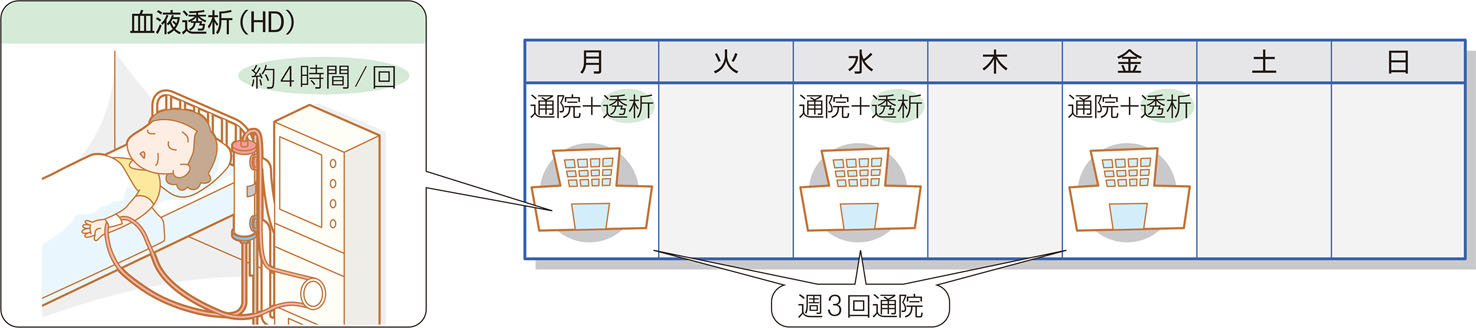 血液透析（HD）
約4時間/回
月 火 水 木 金 土 日
通院+透析 通院+透析 通院+透析
週3回通院